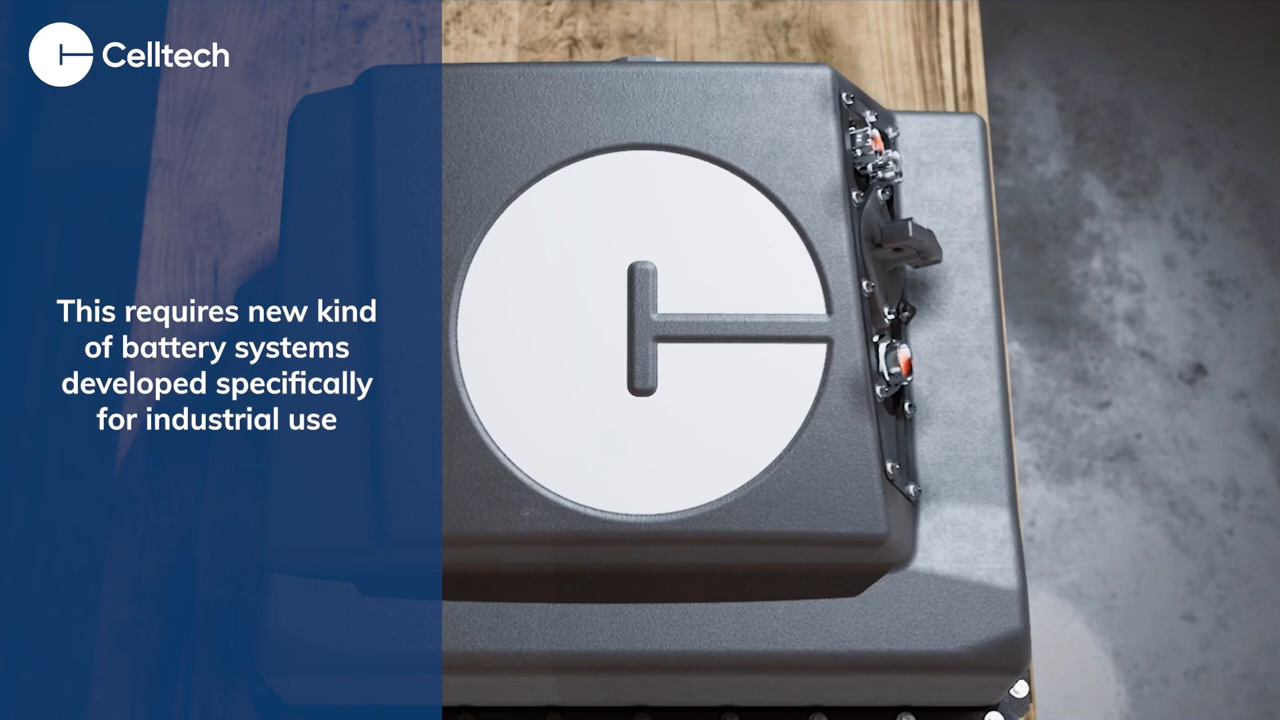 Celltech
This requires new kind
of battery systems
developed specifically
for industrial use